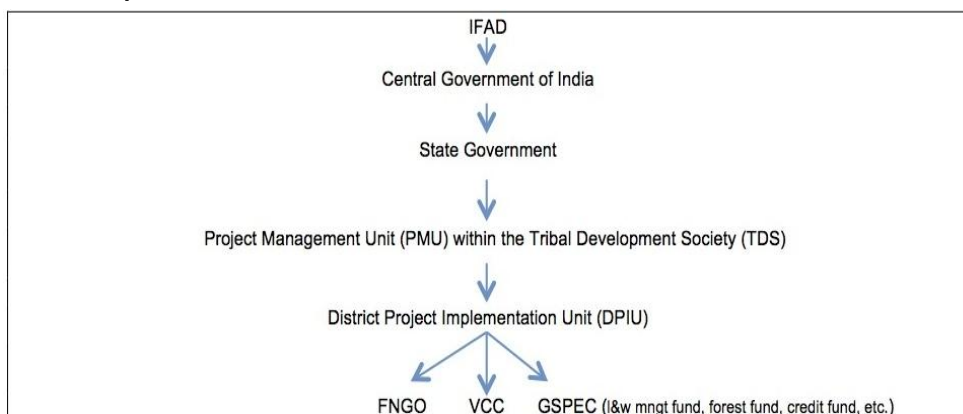 IFAD
Central Government of India
State Government
Project Management Unit (PMU) within the Tribal Development Society (TDS)
District Project Implementation Unit (DPIU)
FNGO VCC GSPEC (l&w mngt fund, forest fund, credit fund, etc.)